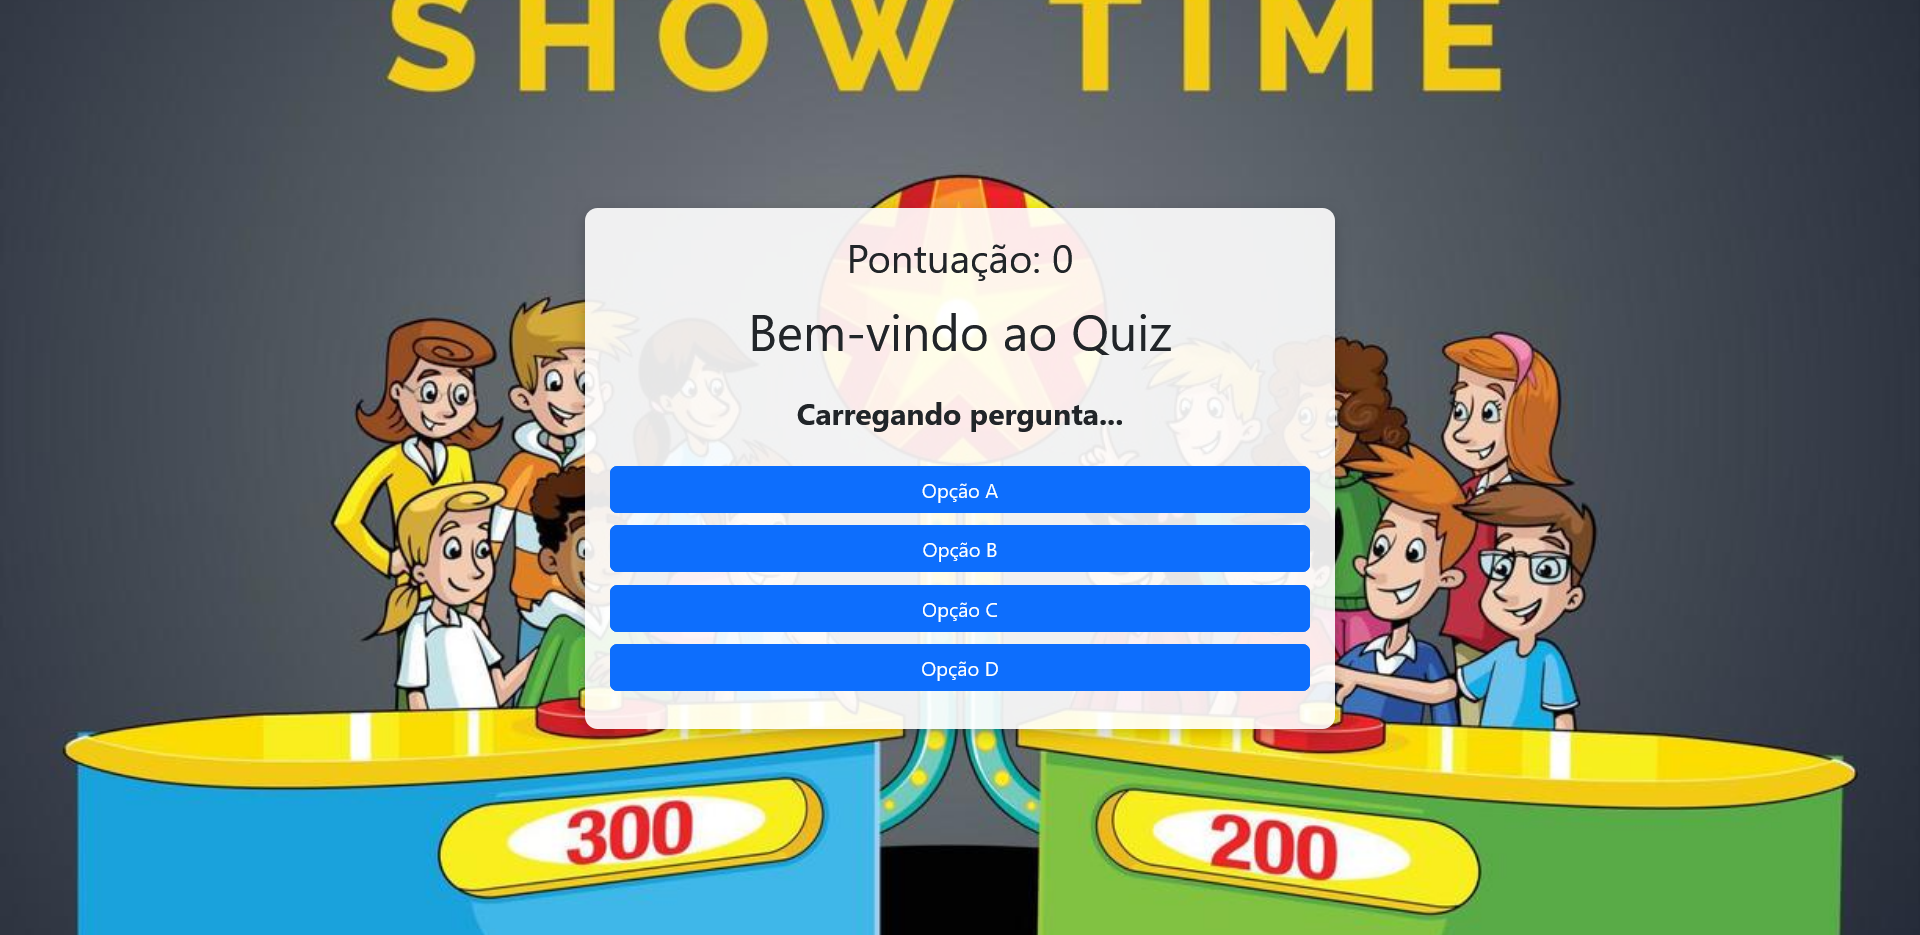 SHOW TIME
Pontuação: 0
Bem-vindo ao Quiz
Carregando pergunta...
Opção A
Opção B
Opção C
Opção D
300
200